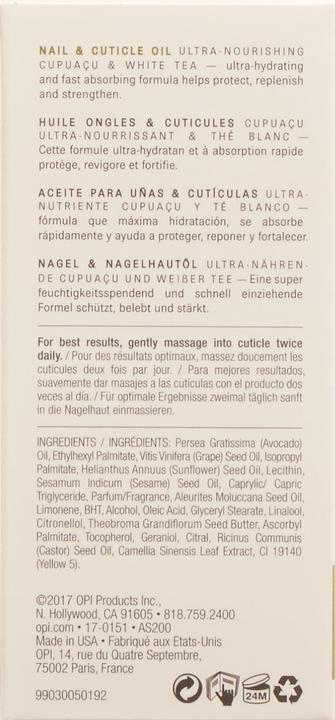 NAIL & CUTICLE OIL ULTRA-NOURISHING
CUPUAÇU & WHITE TEA — ultra-hydrating
and fast absorbing formula helps protect, replenish
and strengthen.
HUILE ONGLES & CUTICULES CUPUAÇU
ULTRA-NOURRISSANT & THÉ BLANC —
Cette formule ultra-hydratan et à absorption rapide
protège, revigore et fortifie.
ACEITE PARA UÑAS & CUTÍCULAS ULTRA-
NUTRIENTE CUPUAÇU Y TÉ BLANCO —
fórmula que máxima hidratación, se absorbe
rápidamente y ayuda a proteger, reponer y fortalecer.
NAGEL & NAGELHAUTÖL ULTRA-NÄHREN-
DE CUPUAÇU UND WEIßER TEE — Eine super
feuchtigkeitsspendend und schnell einziehende
Formel schützt, belebt und stärkt.
For best results, gently massage into cuticle twice
daily. / Pour des résultats optimaux, massez doucement les
cuticules deux fois par jour. / Para mejores resultados,
suavemente dar masajes a las cutículas con el producto dos
veces al día. / Für optimale Ergebnisse zweimal täglich sanft
in die Nagelhaut einmassieren.
INGREDIENTS / INGRÉDIENTS: Persea Gratissima (Avocado)
Oil, Ethylhexyl Palmitate, Vitis Vinifera (Grape) Seed Oil, Isopropyl
Palmitate, Helianthus Annuus (Sunflower) Seed Oil, Lecithin,
Sesamum Indicum (Sesame) Seed Oil, Caprylic/ Capric
Triglyceride, Parfum/Fragrance, Aleurites Moluccana Seed Oil,
Limonene, BHT, Alcohol, Oleic Acid, Glyceryl Stearate, Linalool,
Citronellol, Theobroma Grandiflorum Seed Butter, Ascorbyl
Palmitate, Tocopherol, Geraniol, Citral, Ricinus Communis
(Castor) Seed Oil, Camellia Sinensis Leaf Extract, CI 19140
(Yellow 5).
©2017 OPI Products Inc.,
N. Hollywood, CA 91605 • 818.759.2400
opi.com • 17-0151 • AS200
Made in USA • Fabriqué aux Etats-Unis
OPI, 14, rue du Quatre Septembre,
75002 Paris, France
99030050192
24M